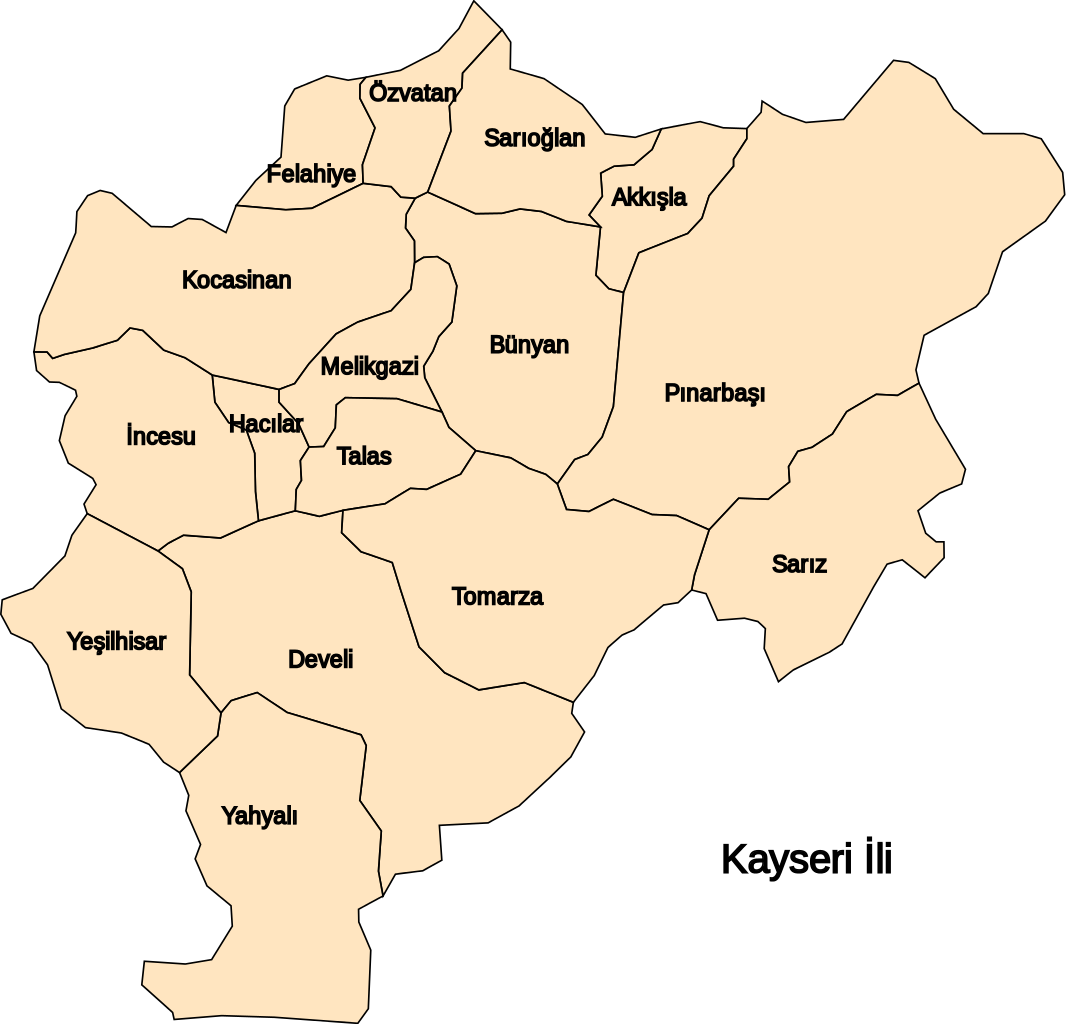 Özvatan
Sarıoğlan
Felahiye
Akkışla
Kocasinan
Bünyan
Melikgazi
Pınarbaşı
Hacılar
İncesu
Talas
Sarız
Tomarza
Yeşilhisar
Develi
Yahyalı
Kayseri İli